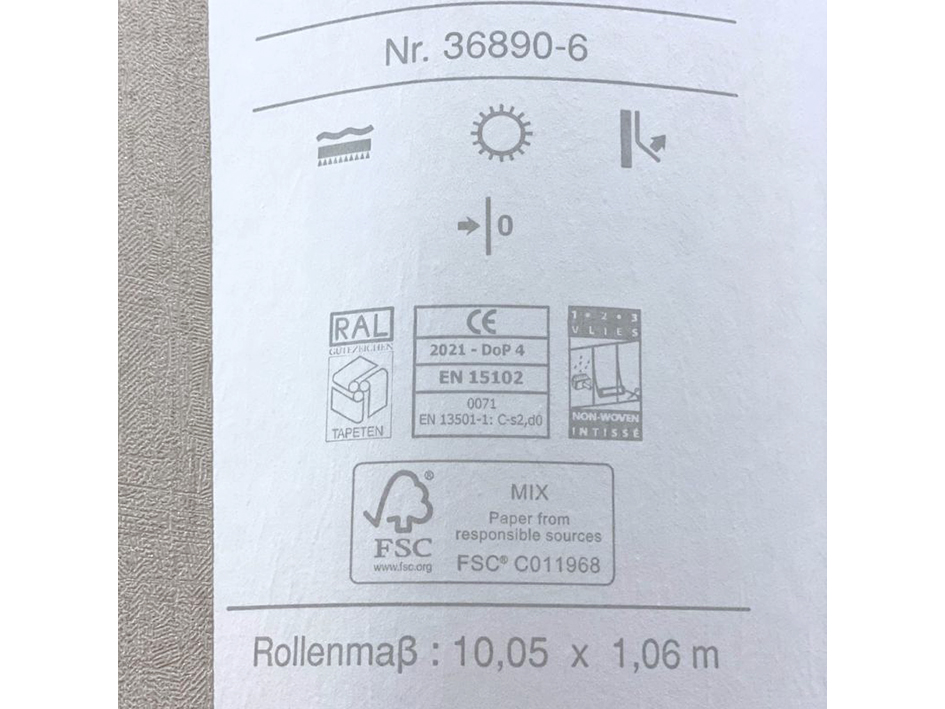 Nr. 36890-6
0
RAL
GÜTEZEICHEN
TAPETEN
CE
2021 - DoP 4
EN 15102
0071
EN 13501-1: C-s2,d0
1 • 2 • 3
VLIES
NON-WOVEN
INTISSÉ
FSC®
www.fsc.org
MIX
Paper from
responsible sources
FSC® C011968
Rollenmaß : 10,05 x 1,06 m